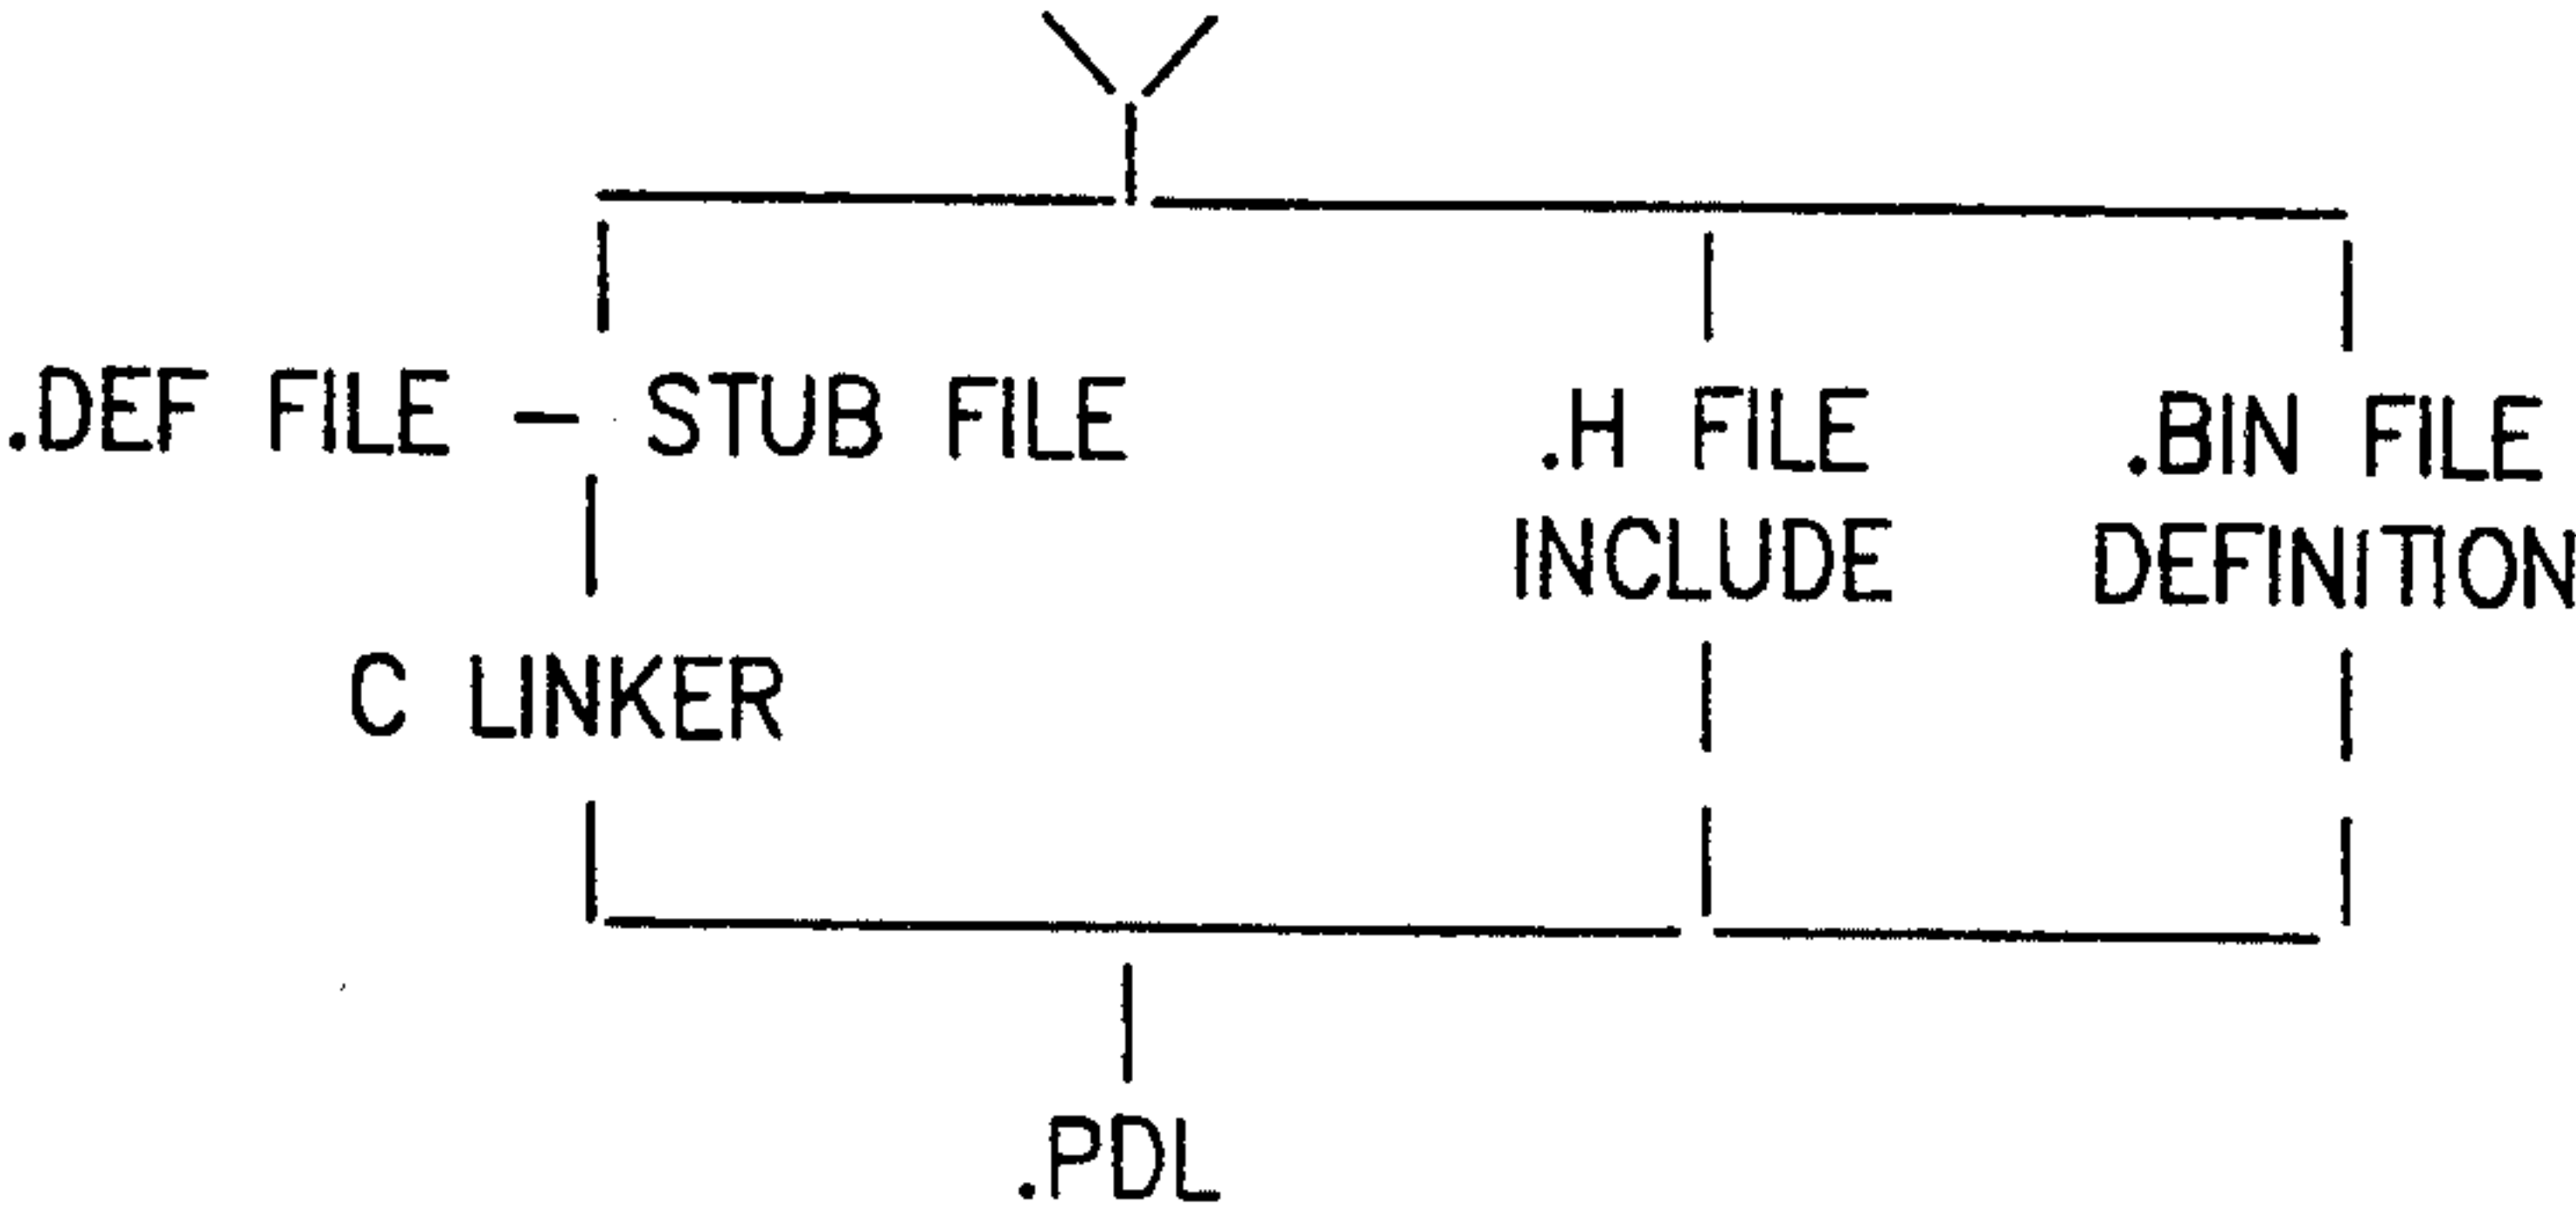 .DEF FILE — STUB FILE
.H FILE
INCLUDE
.BIN FILE
DEFINITION
C LINKER
.PDL